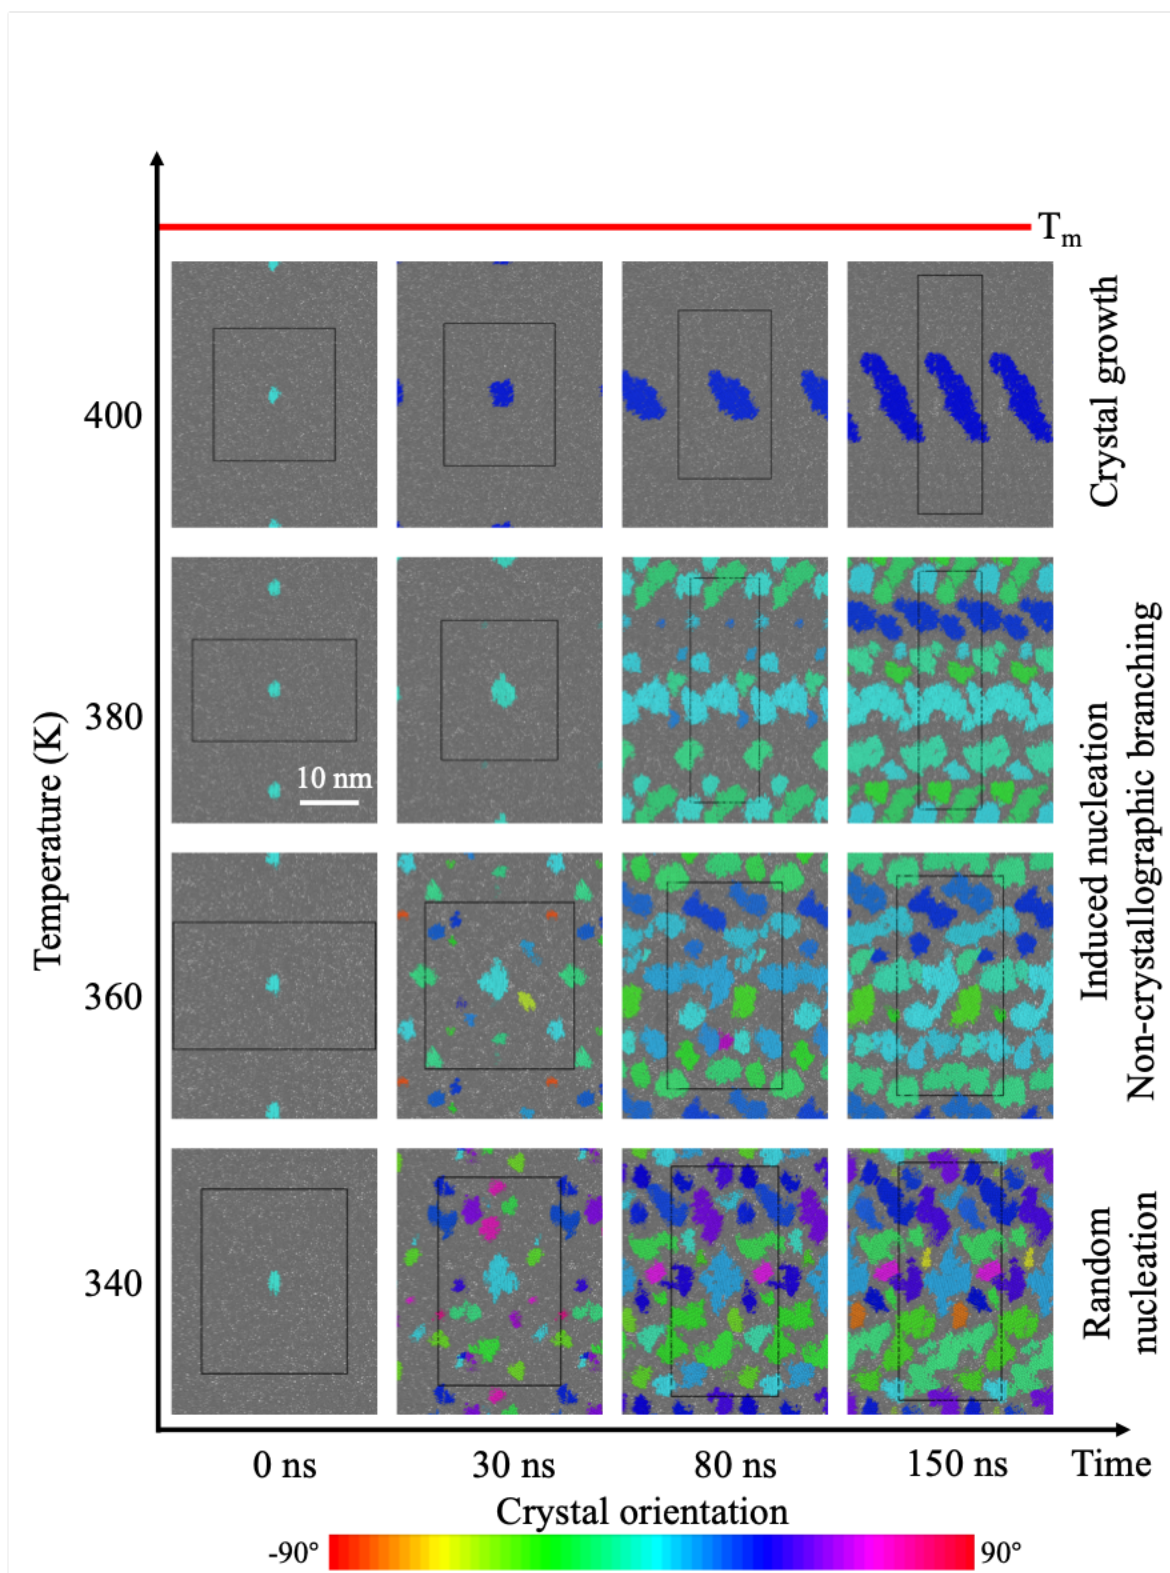 Tm
400
Crystal growth
380
10 nm
360
Induced nucleation
Non-crystallographic branching
340
Random
nucleation
Temperature (K)
0 ns
30 ns
80 ns
150 ns
Time
Crystal orientation
-90°
90°